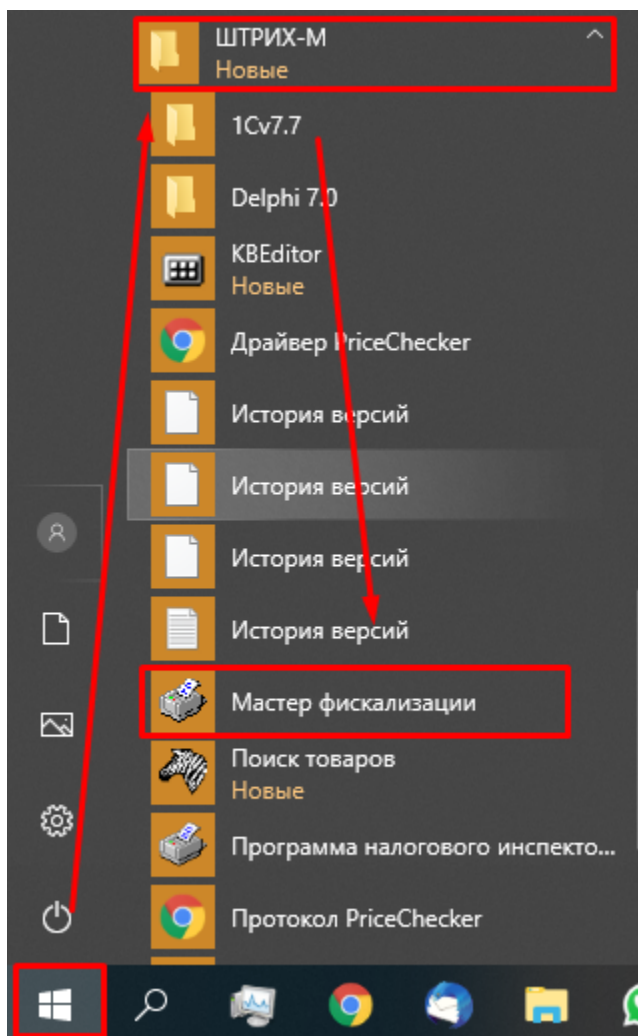 ШТРИХ-М
Новые
1Cv7.7
Delphi 7.0
KBEditor
Новые
Драйвер PriceChecker
История версий
История версий
История версий
История версий
Мастер фискализации
Поиск товаров
Новые
Программа налогового инспекто...
Протокол PriceChecker